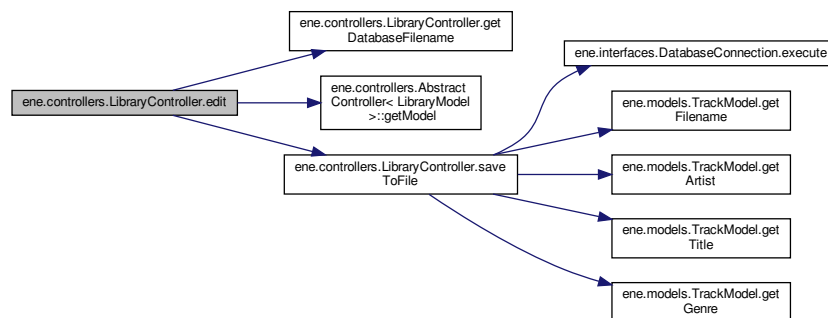 ene.controllers.LibraryController.edit
ene.controllers.LibraryController.get
DatabaseFilename
ene.controllers.Abstract
Controller< LibraryModel
>::getModel
ene.controllers.LibraryController.save
ToFile
ene.interfaces.DatabaseConnection.execute
ene.models.TrackModel.get
Filename
ene.models.TrackModel.get
Artist
ene.models.TrackModel.get
Title
ene.models.TrackModel.get
Genre